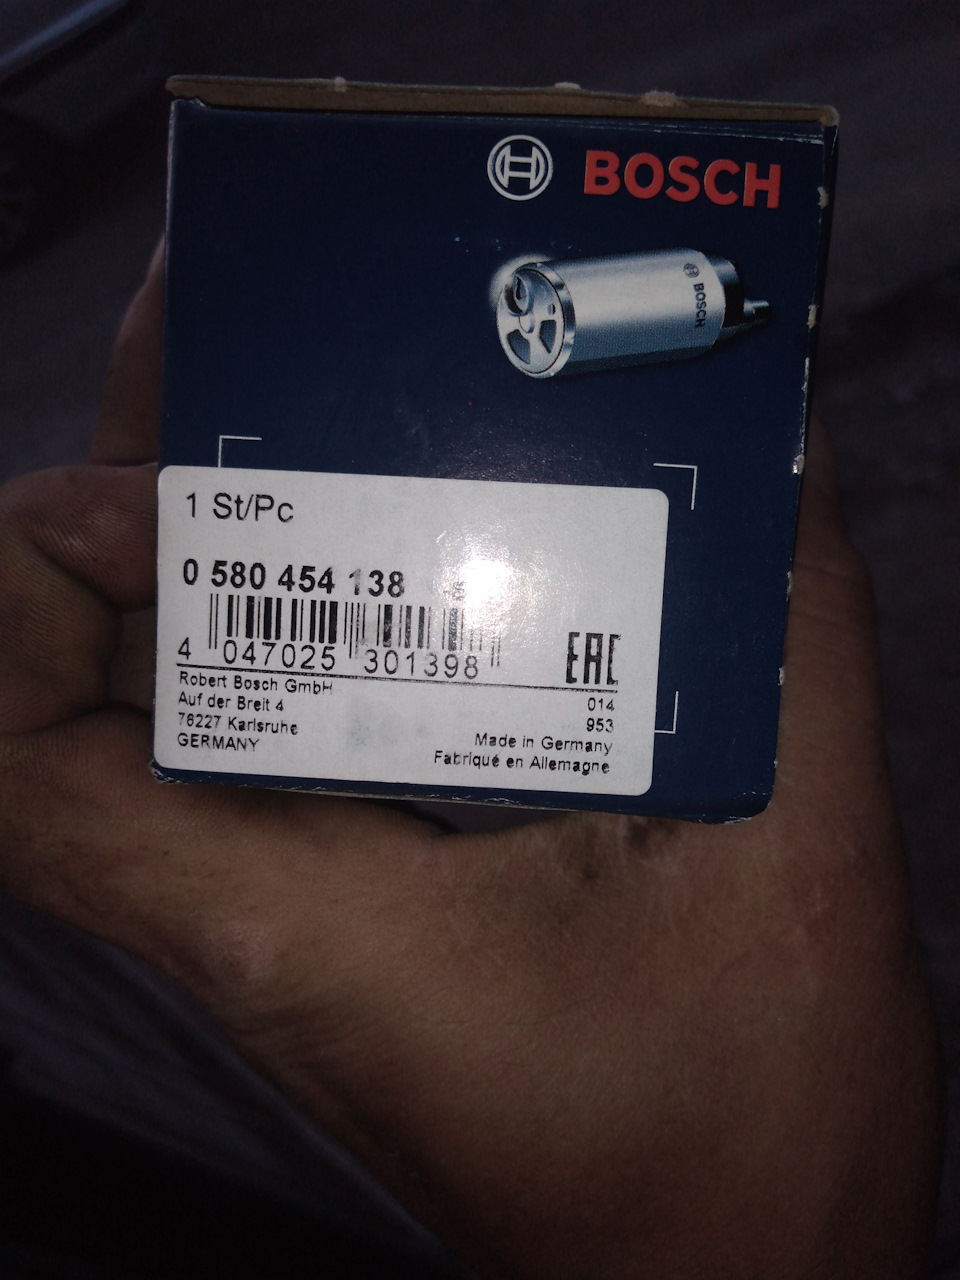 BOSCH
BOSCH
1 St/Pc
0 580 454 138
4 047025 301398
EAC
Robert Bosch GmbH
Auf der Breit 4
76227 Karlsruhe
GERMANY
014
953
Made in Germany
Fabriqué en Allemagne